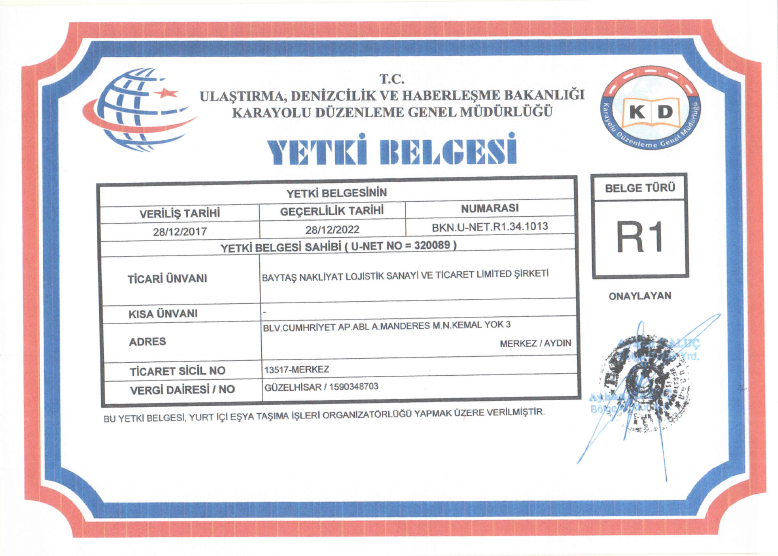 T.C.
ULAŞTIRMA, DENİZCİLİK VE HABERLEŞME BAKANLIĞI
KARAYOLU DÜZENLEME GENEL MÜDÜRLÜĞÜ
K D
Karayolu Düzenleme Genel Müdürlüğü
YETKİ BELGESİ
YETKİ BELGESİNİN
VERİLİŞ TARİHİ GEÇERLİLİK TARİHİ NUMARASI
28/12/2017 28/12/2022 BKN.U-NET.R1.34.1013
YETKİ BELGESİ SAHİBİ ( U-NET NO = 320089 )
TİCARİ ÜNVANI BAYTAŞ NAKLİYAT LOJİSTİK SANAYİ VE TİCARET LİMİTED ŞİRKETİ
KISA ÜNVANI -
ADRES BLV.CUMHRİYET AP.ABL A.MANDERES M.N.KEMAL YOK 3
MERKEZ / AYDIN
TİCARET SİCİL NO 13517-MERKEZ
VERGİ DAİRESİ / NO GÜZELHİSAR / 1590348703
BELGE TÜRÜ
R1
ONAYLAYAN
BU YETKİ BELGESİ, YURT İÇİ EŞYA TAŞIMA İŞLERİ ORGANİZATÖRLÜĞÜ YAPMAK ÜZERE VERİLMİŞTİR.